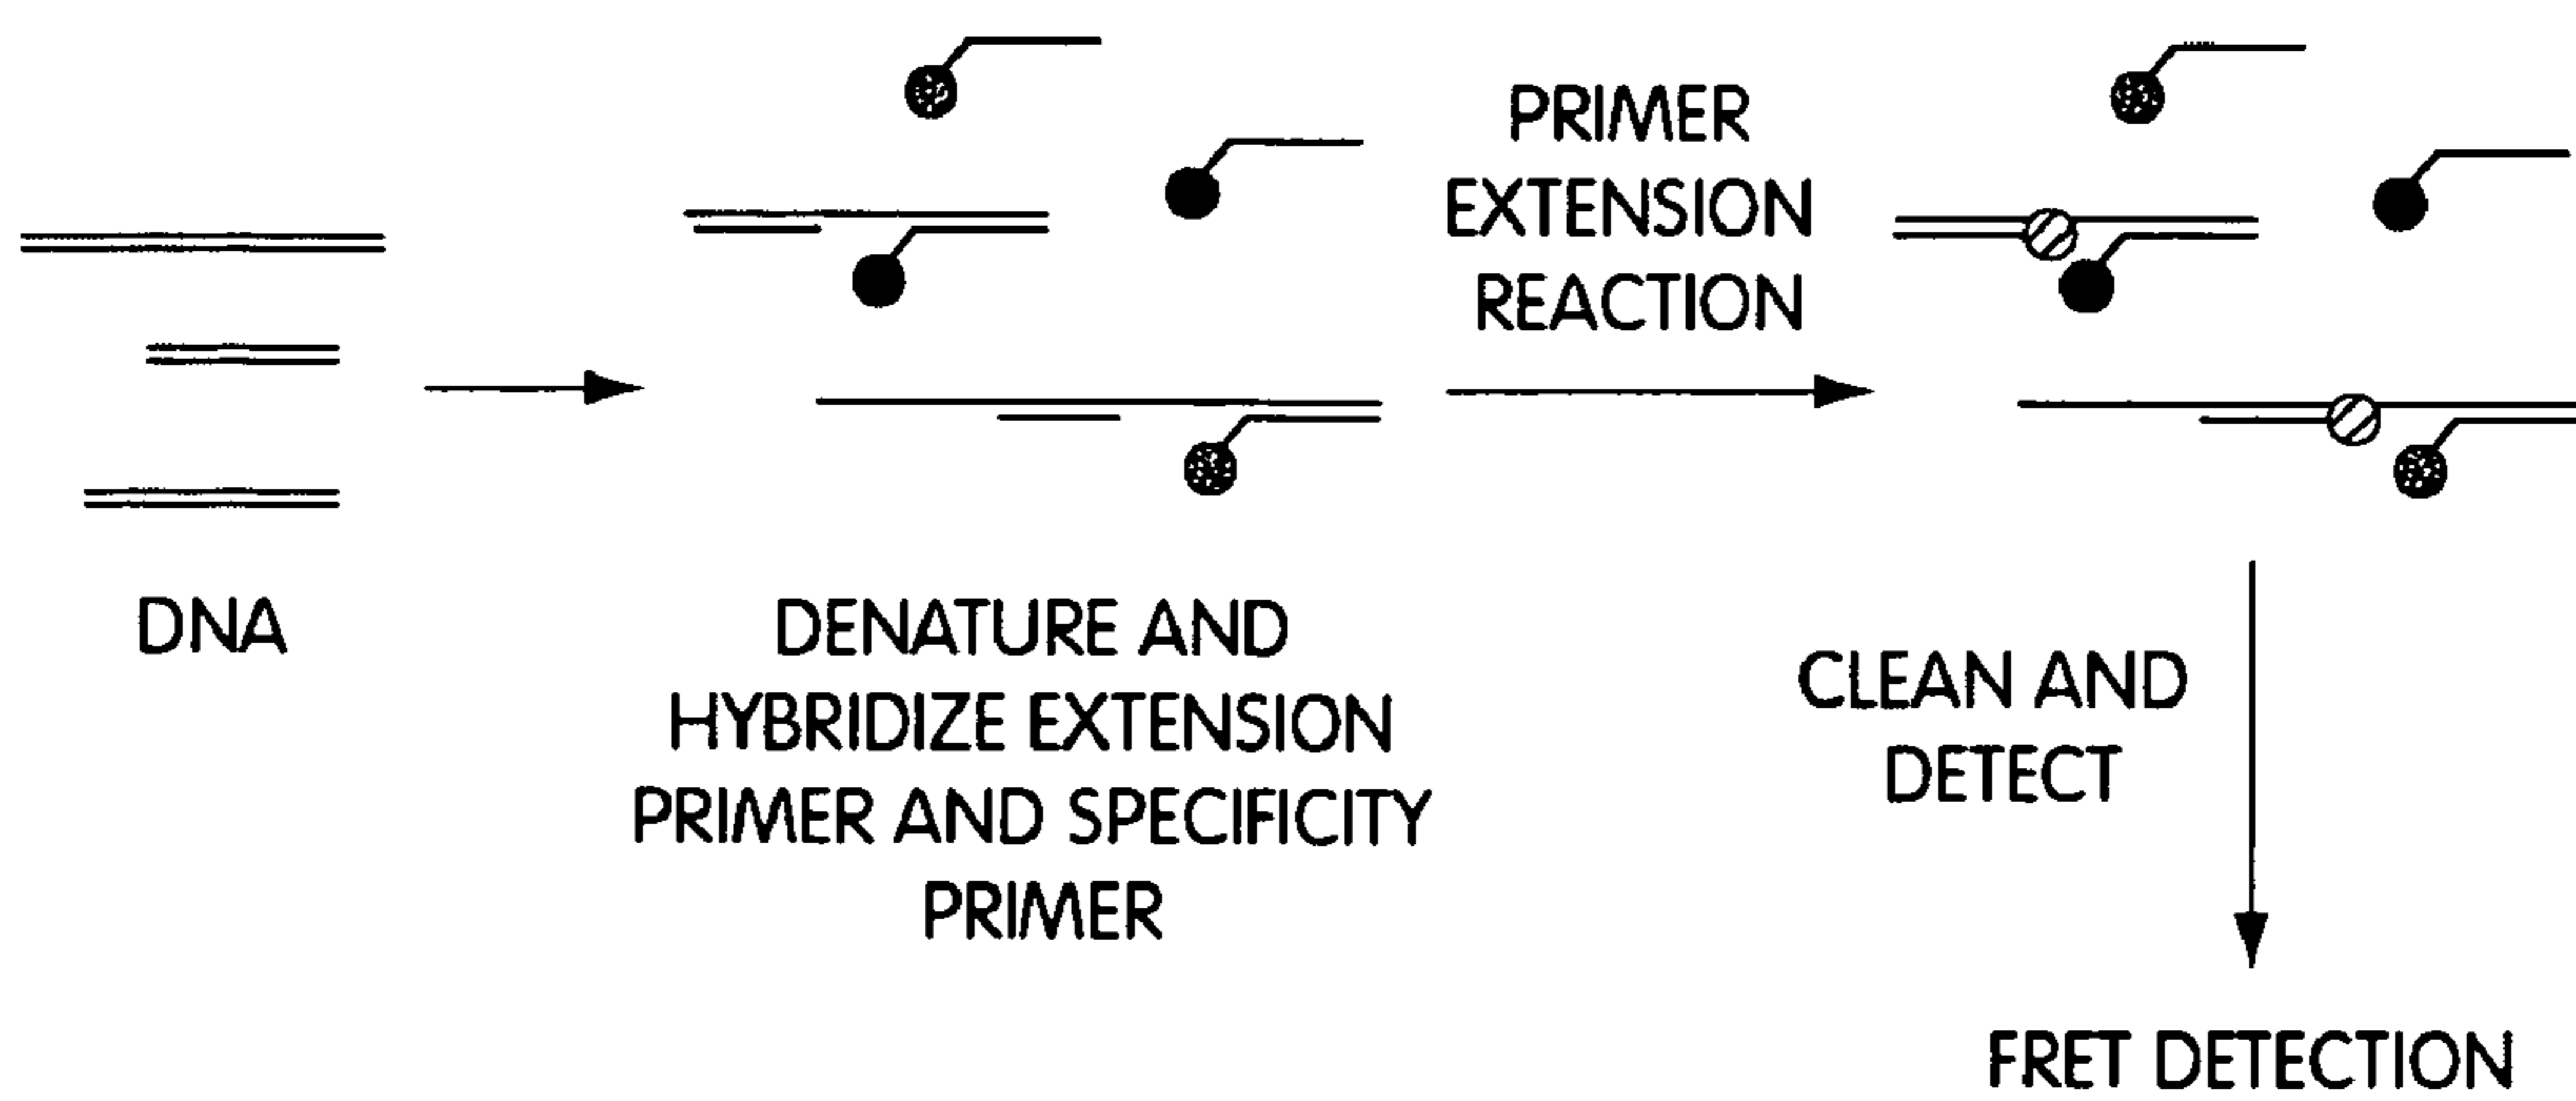 DNA
DENATURE AND
HYBRIDIZE EXTENSION
PRIMER AND SPECIFICITY
PRIMER
PRIMER
EXTENSION
REACTION
CLEAN AND
DETECT
FRET DETECTION